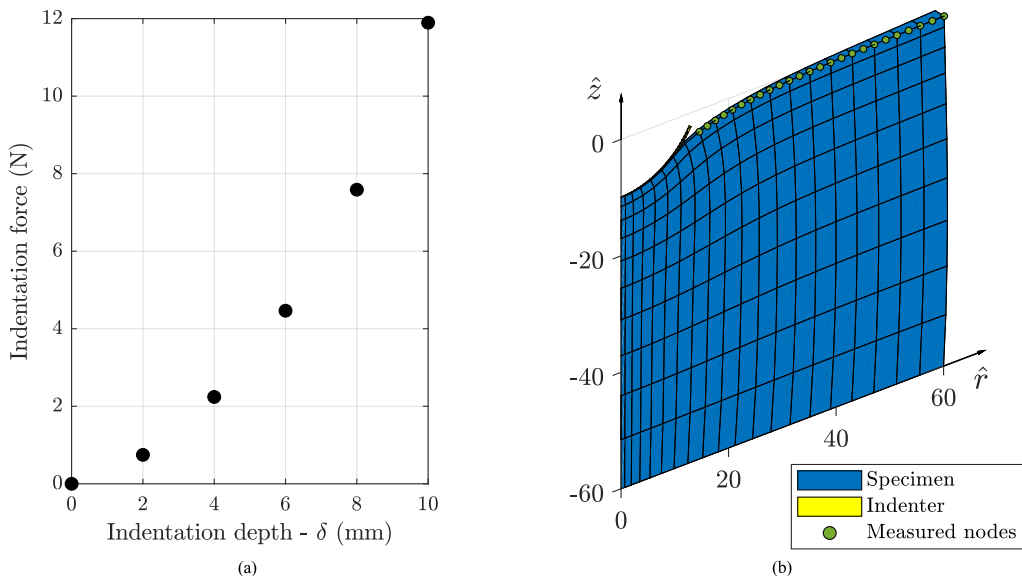 12
10
8
6
4
2
0
0 2 4 6 8 10
Indentation force (N)
Indentation depth - δ (mm)
(a)
ẑ
0
-20
-40
-60
0
20
40
60
r̂
Specimen
Indenter
Measured nodes
(b)